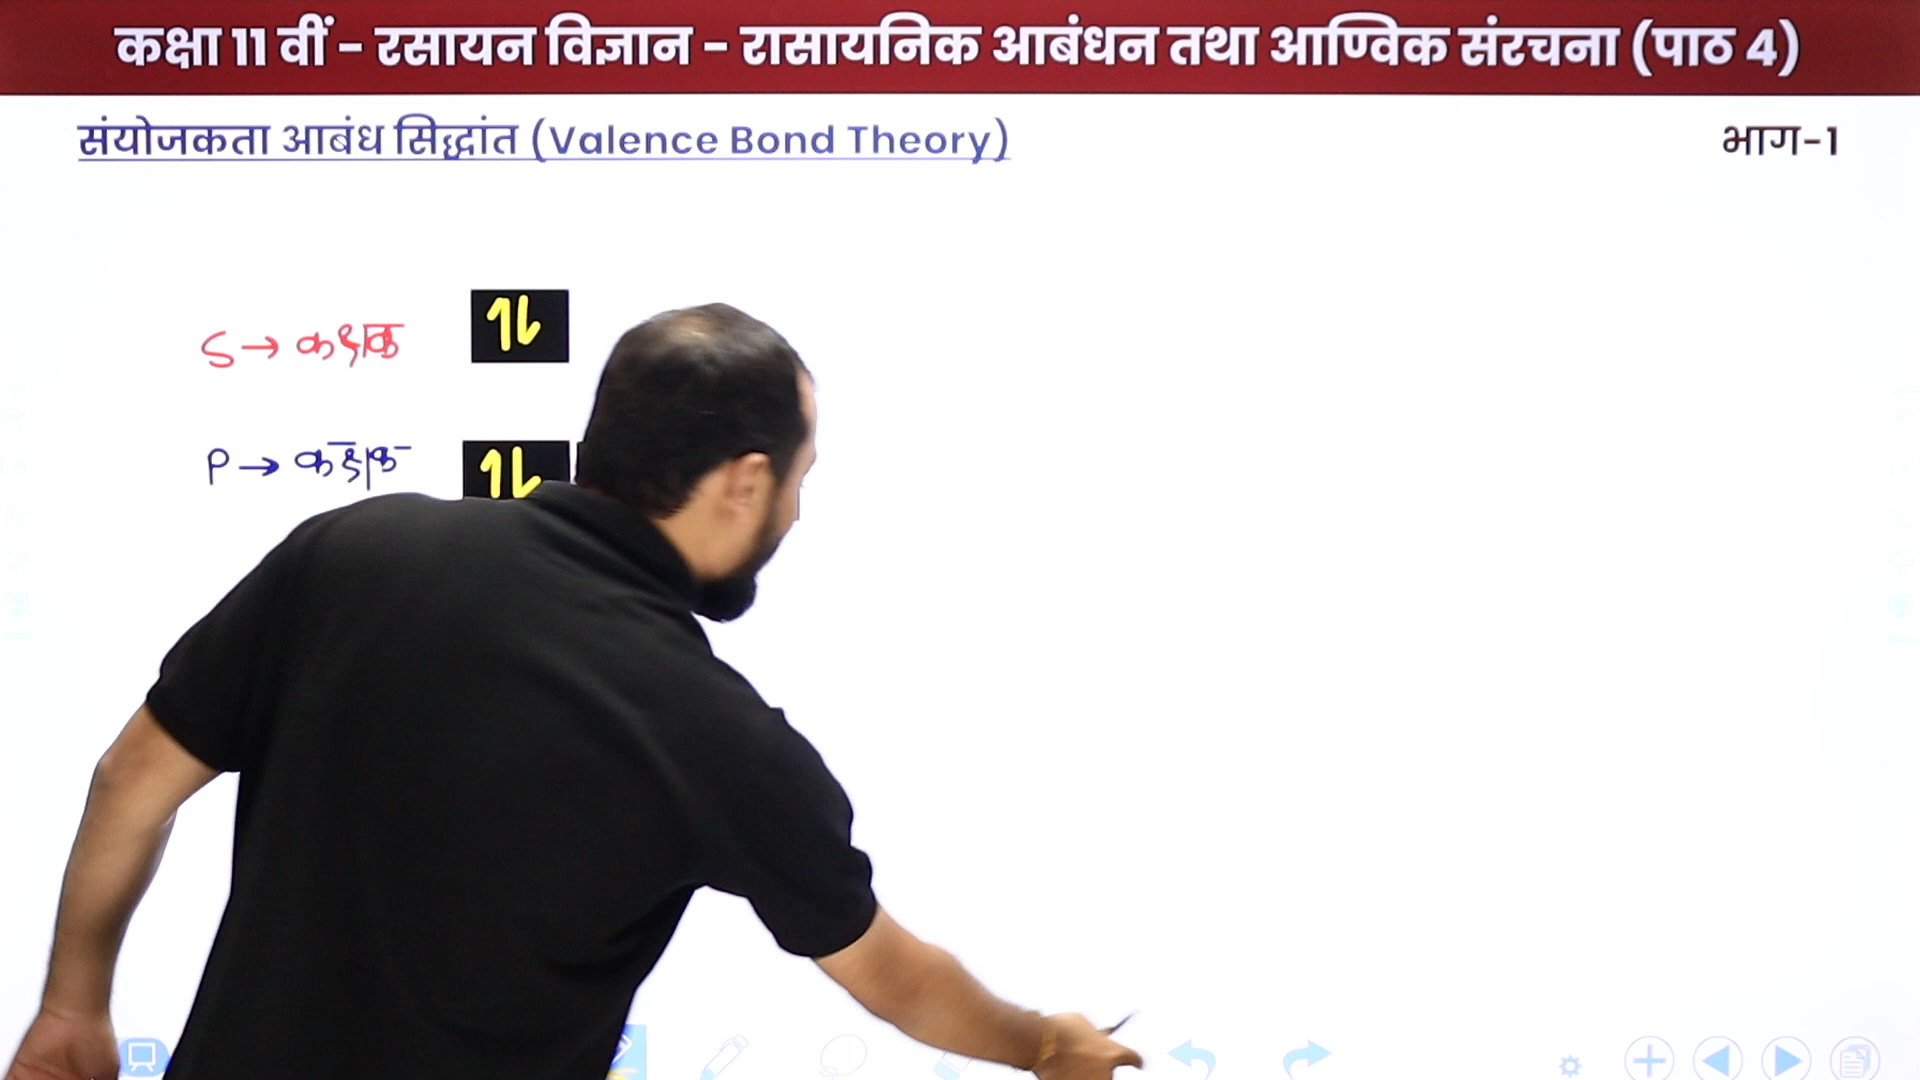 कक्षा 11 वीं - रसायन विज्ञान - रासायनिक आबंधन तथा आण्विक संरचना (पाठ 4)
संयोजकता आबंध सिद्धांत (Valence Bond Theory)
भाग-1
S → कक्षक
P → कक्षक